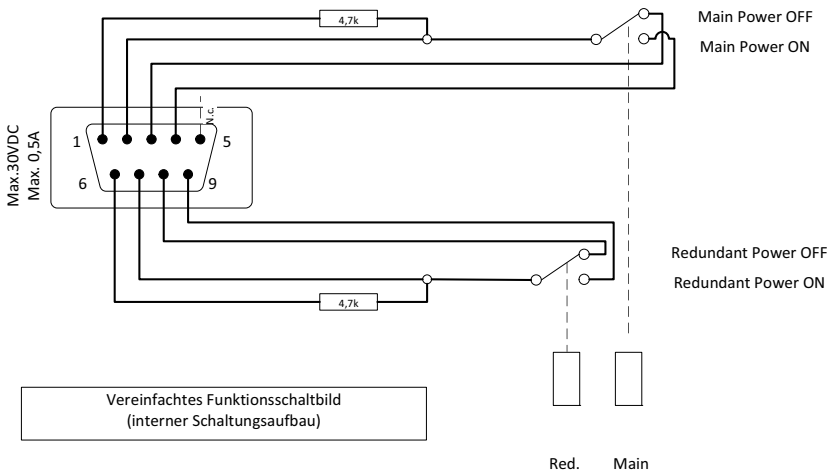 4,7k
Main Power OFF
Main Power ON
N.c.
Max.30VDC
Max. 0,5A
1
5
6
9
Redundant Power OFF
Redundant Power ON
4,7k
Vereinfachtes Funktionsschaltbild
(interner Schaltungsaufbau)
Red.
Main